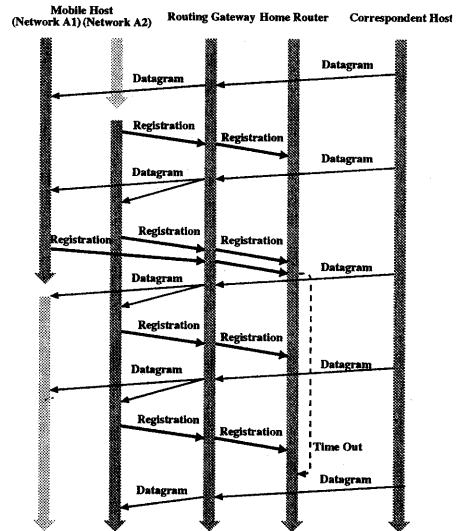 Mobile Host
(Network A1) (Network A2) Routing Gateway Home Router Correspondent Host
Datagram Datagram
Registration Registration
Datagram Datagram
Registration Registration
Registration
Datagram Datagram
Registration Registration
Datagram Datagram
Registration Registration
Time Out
Datagram Datagram